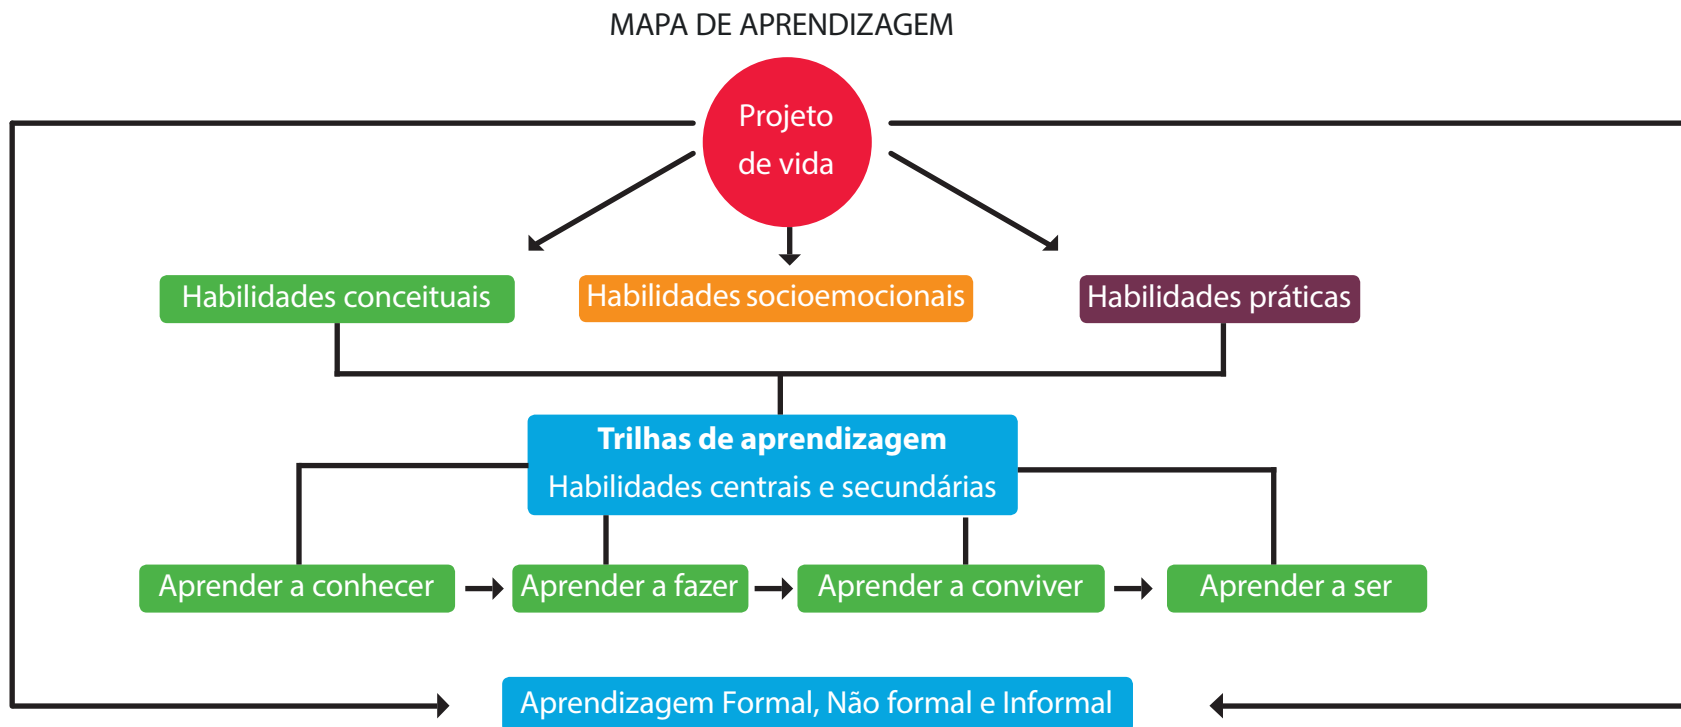 MAPA DE APRENDIZAGEM
Projeto
de vida
Habilidades conceituais
Habilidades socioemocionais
Habilidades práticas
Trilhas de aprendizagem
Habilidades centrais e secundárias
Aprender a conhecer
Aprender a fazer
Aprender a conviver
Aprender a ser
Aprendizagem Formal, Não formal e Informal